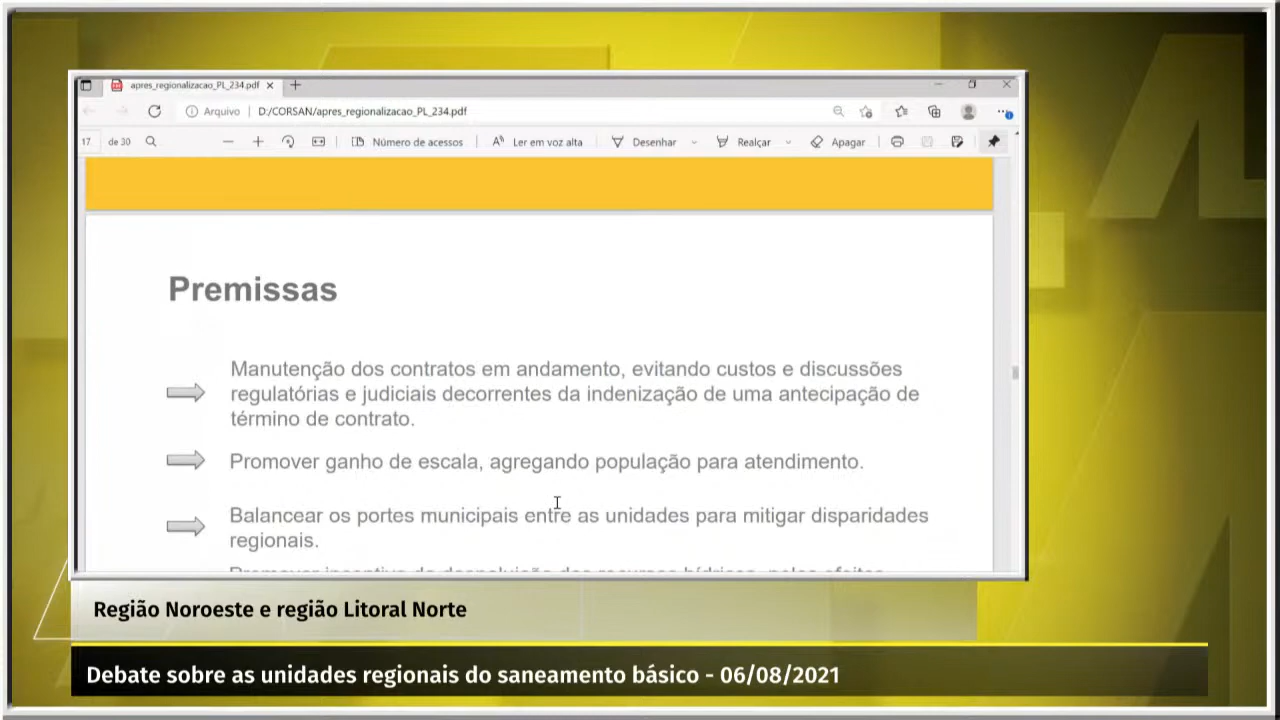 apres_regionalizacao_PL_234.pdf
Arquivo D:/CORSAN/apres_regionalizacao_PL_234.pdf
17 de 30 Número de acessos Ler em voz alta Desenhar Realçar Apagar
Premissas
Manutenção dos contratos em andamento, evitando custos e discussões
regulatórias e judiciais decorrentes da indenização de uma antecipação de
término de contrato.
Promover ganho de escala, agregando população para atendimento.
Balancear os portes municipais entre as unidades para mitigar disparidades
regionais.
Região Noroeste e região Litoral Norte
Debate sobre as unidades regionais do saneamento básico - 06/08/2021